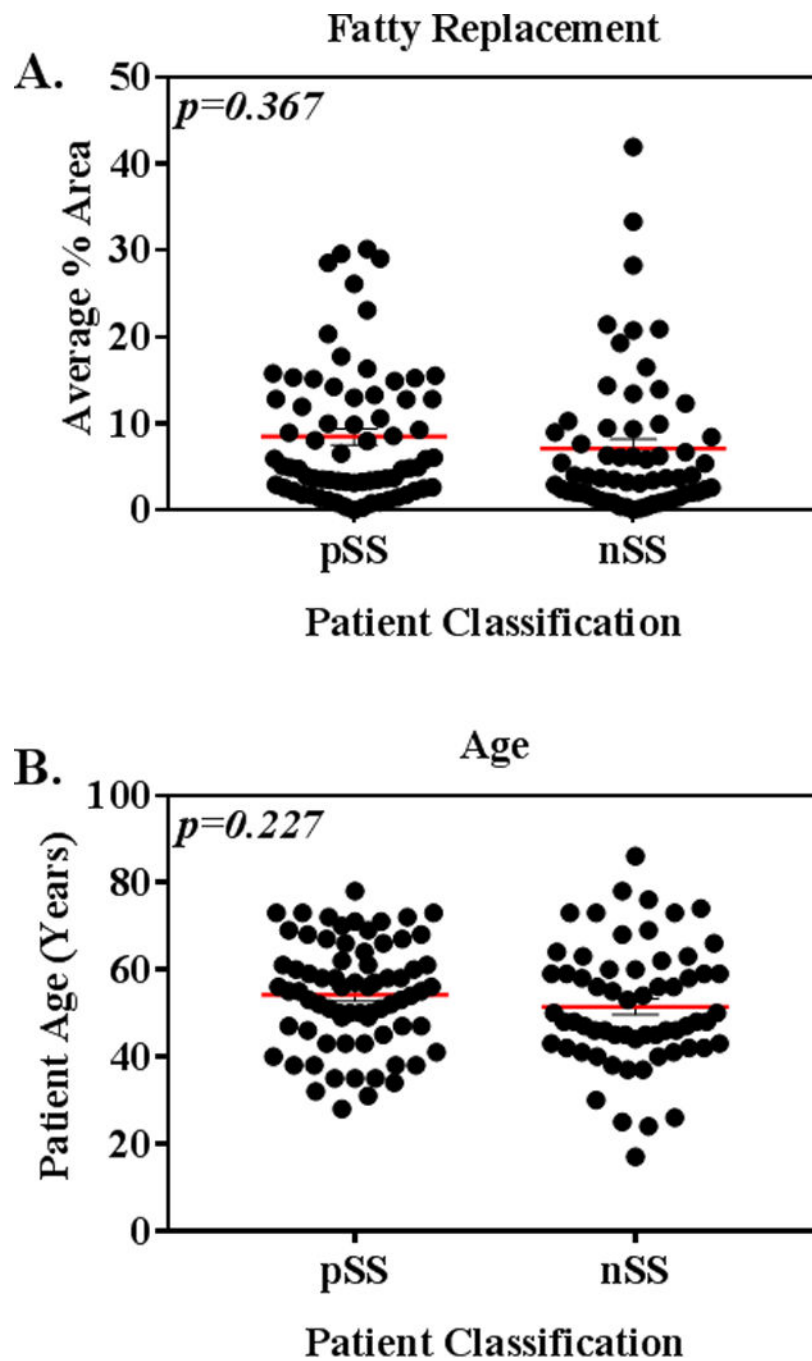 Fatty Replacement
A.
p=0.367
50
40
30
20
10
0
Average % Area
pSS nSS
Patient Classification
Age
B.
p=0.227
100
80
60
40
20
0
Patient Age (Years)
pSS nSS
Patient Classification